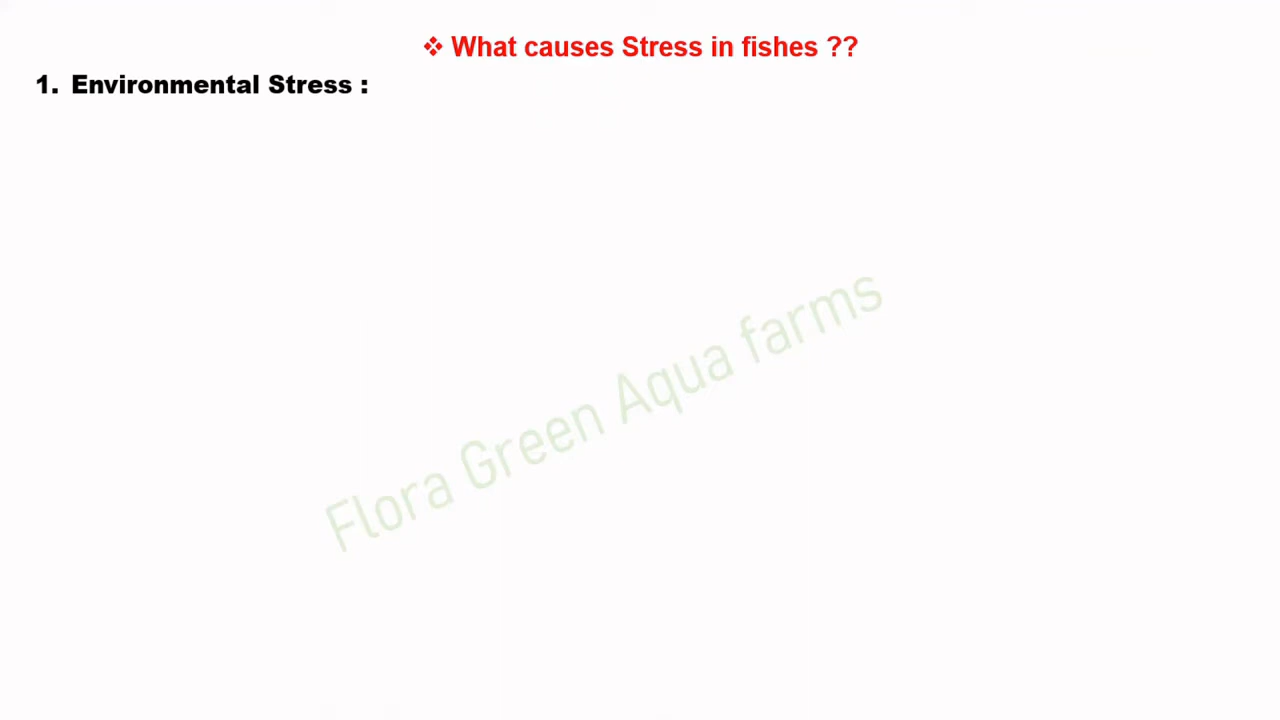 ❖ What causes Stress in fishes ??
1. Environmental Stress :
Flora Green Aqua farms